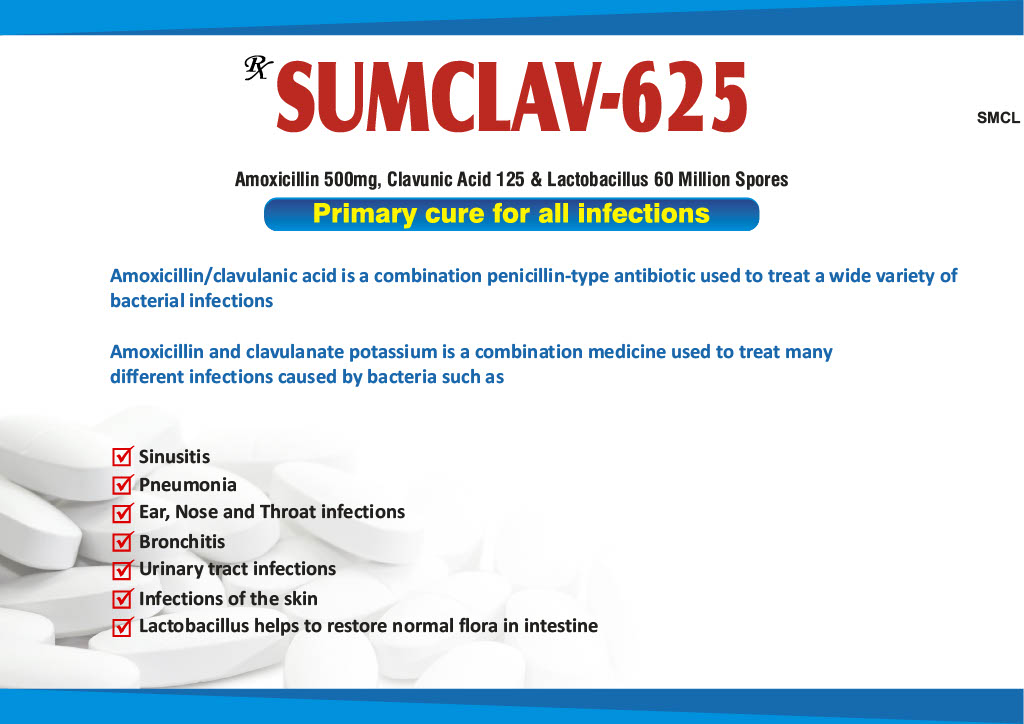 Rx SUMCLAV-625
SMCL
Amoxicillin 500mg, Clavunic Acid 125 & Lactobacillus 60 Million Spores
Primary cure for all infections
Amoxicillin/clavulanic acid is a combination penicillin-type antibiotic used to treat a wide variety of
bacterial infections
Amoxicillin and clavulanate potassium is a combination medicine used to treat many
different infections caused by bacteria such as
Sinusitis
Pneumonia
Ear, Nose and Throat infections
Bronchitis
Urinary tract infections
Infections of the skin
Lactobacillus helps to restore normal flora in intestine